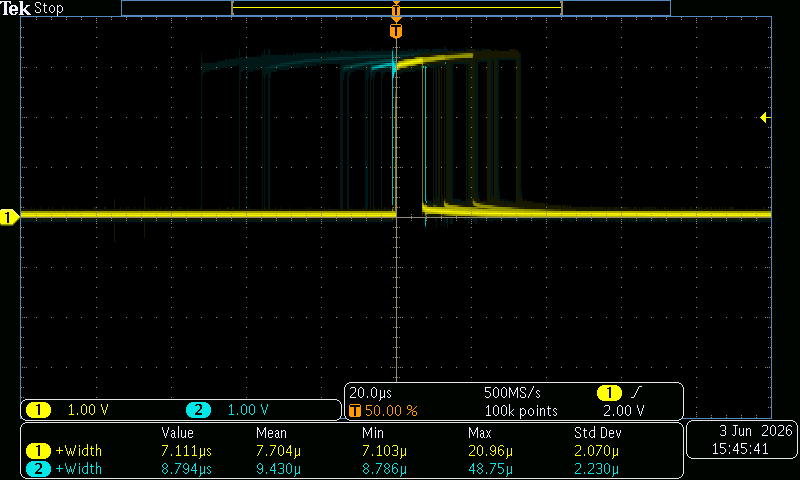 Tek Stop
T
1
1 1.00 V 2 1.00 V
20.0µs 500MS/s 1
T 50.00 % 100k points 2.00 V
Value Mean Min Max Std Dev
1 +Width 7.111µs 7.704µ 7.103µ 20.96µ 2.070µ
2 +Width 8.794µs 9.430µ 8.786µ 48.75µ 2.230µ
3 Jun 2026
15:45:41